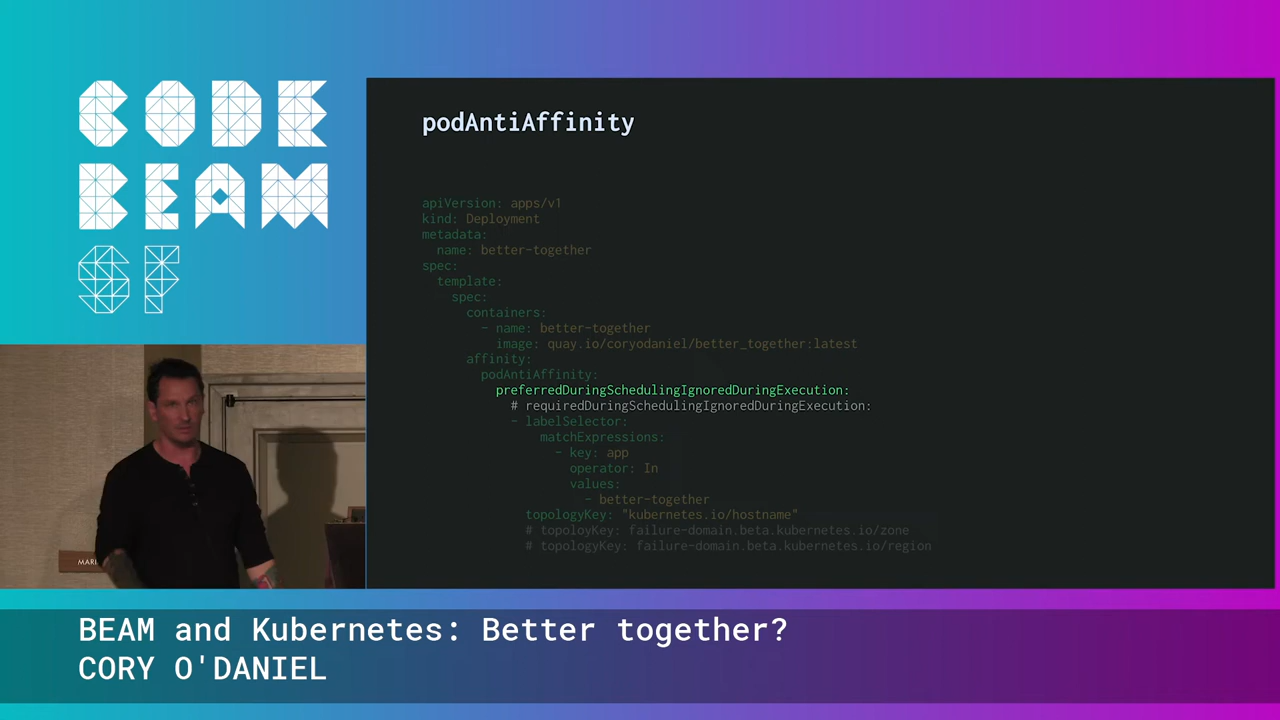 CODE
BEAM
SF
podAntiAffinity
apiVersion: apps/v1
kind: Deployment
metadata:
  name: better-together
spec:
  template:
    spec:
      containers:
        - name: better-together
          image: quay.io/coryodaniel/better_together:latest
      affinity:
        podAntiAffinity:
          preferredDuringSchedulingIgnoredDuringExecution:
            # requiredDuringSchedulingIgnoredDuringExecution:
            - labelSelector:
                matchExpressions:
                  - key: app
                    operator: In
                    values:
                      - better-together
              topologyKey: "kubernetes.io/hostname"
              # topoloyKey: failure-domain.beta.kubernetes.io/zone
              # topologyKey: failure-domain.beta.kubernetes.io/region
BEAM and Kubernetes: Better together?
CORY O'DANIEL